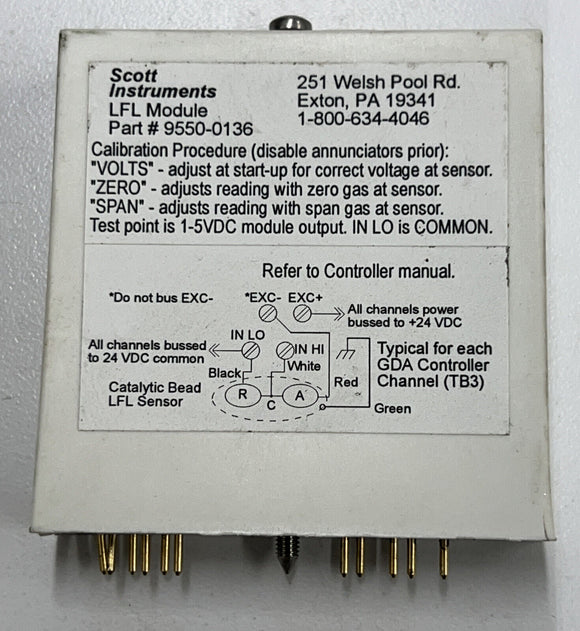 Scott
Instruments
LFL Module
Part # 9550-0136
251 Welsh Pool Rd.
Exton, PA 19341
1-800-634-4046
Calibration Procedure (disable annunciators prior):
"VOLTS" - adjust at start-up for correct voltage at sensor.
"ZERO" - adjusts reading with zero gas at sensor.
"SPAN" - adjusts reading with span gas at sensor.
Test point is 1-5VDC module output. IN LO is COMMON.
Refer to Controller manual.
*Do not bus EXC-
*EXC- EXC+
All channels power
bussed to +24 VDC
IN LO
All channels bussed
to 24 VDC common
IN HI
Typical for each
GDA Controller
Channel (TB3)
Black
White
Red
Catalytic Bead
LFL Sensor
R
C
A
Green